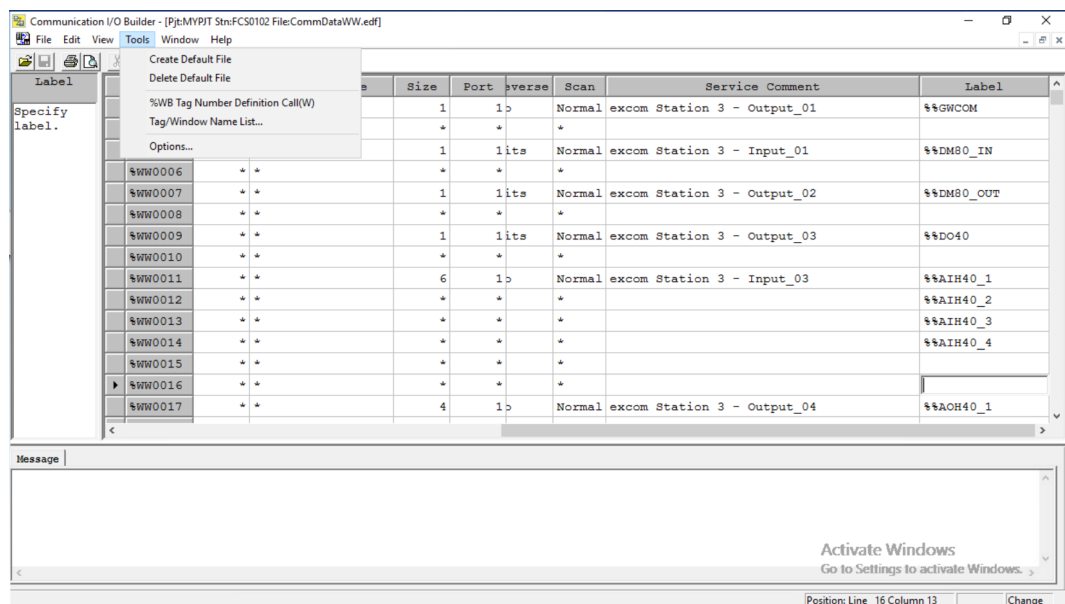 Communication I/O Builder - [Pjt:MYPJT Stn:FCS0102 File:CommDataWW.edf]
File Edit View Tools Window Help
Create Default File
Delete Default File
%WB Tag Number Definition Call(W)
Tag/Window Name List...
Options...
Label
Specify
label.
Size Port everse Scan Service Comment Label
1 1 Normal excom Station 3 - Output_01 %%GWCOM
* * *
1 1 its Normal excom Station 3 - Input_01 %%DM80_IN
%WW0006 * * * * *
%WW0007 * * 1 1 its Normal excom Station 3 - Output_02 %%DM80_OUT
%WW0008 * * * * *
%WW0009 * * 1 1 its Normal excom Station 3 - Output_03 %%DO40
%WW0010 * * * * *
%WW0011 * * 6 1 Normal excom Station 3 - Input_03 %%AIH40_1
%WW0012 * * * * * %%AIH40_2
%WW0013 * * * * * %%AIH40_3
%WW0014 * * * * * %%AIH40_4
%WW0015 * * * * *
%WW0016 * * * * *
%WW0017 * * 4 1 Normal excom Station 3 - Output_04 %%AOH40_1
Message
Activate Windows
Go to Settings to activate Windows.
Position: Line 16 Column 13 Change